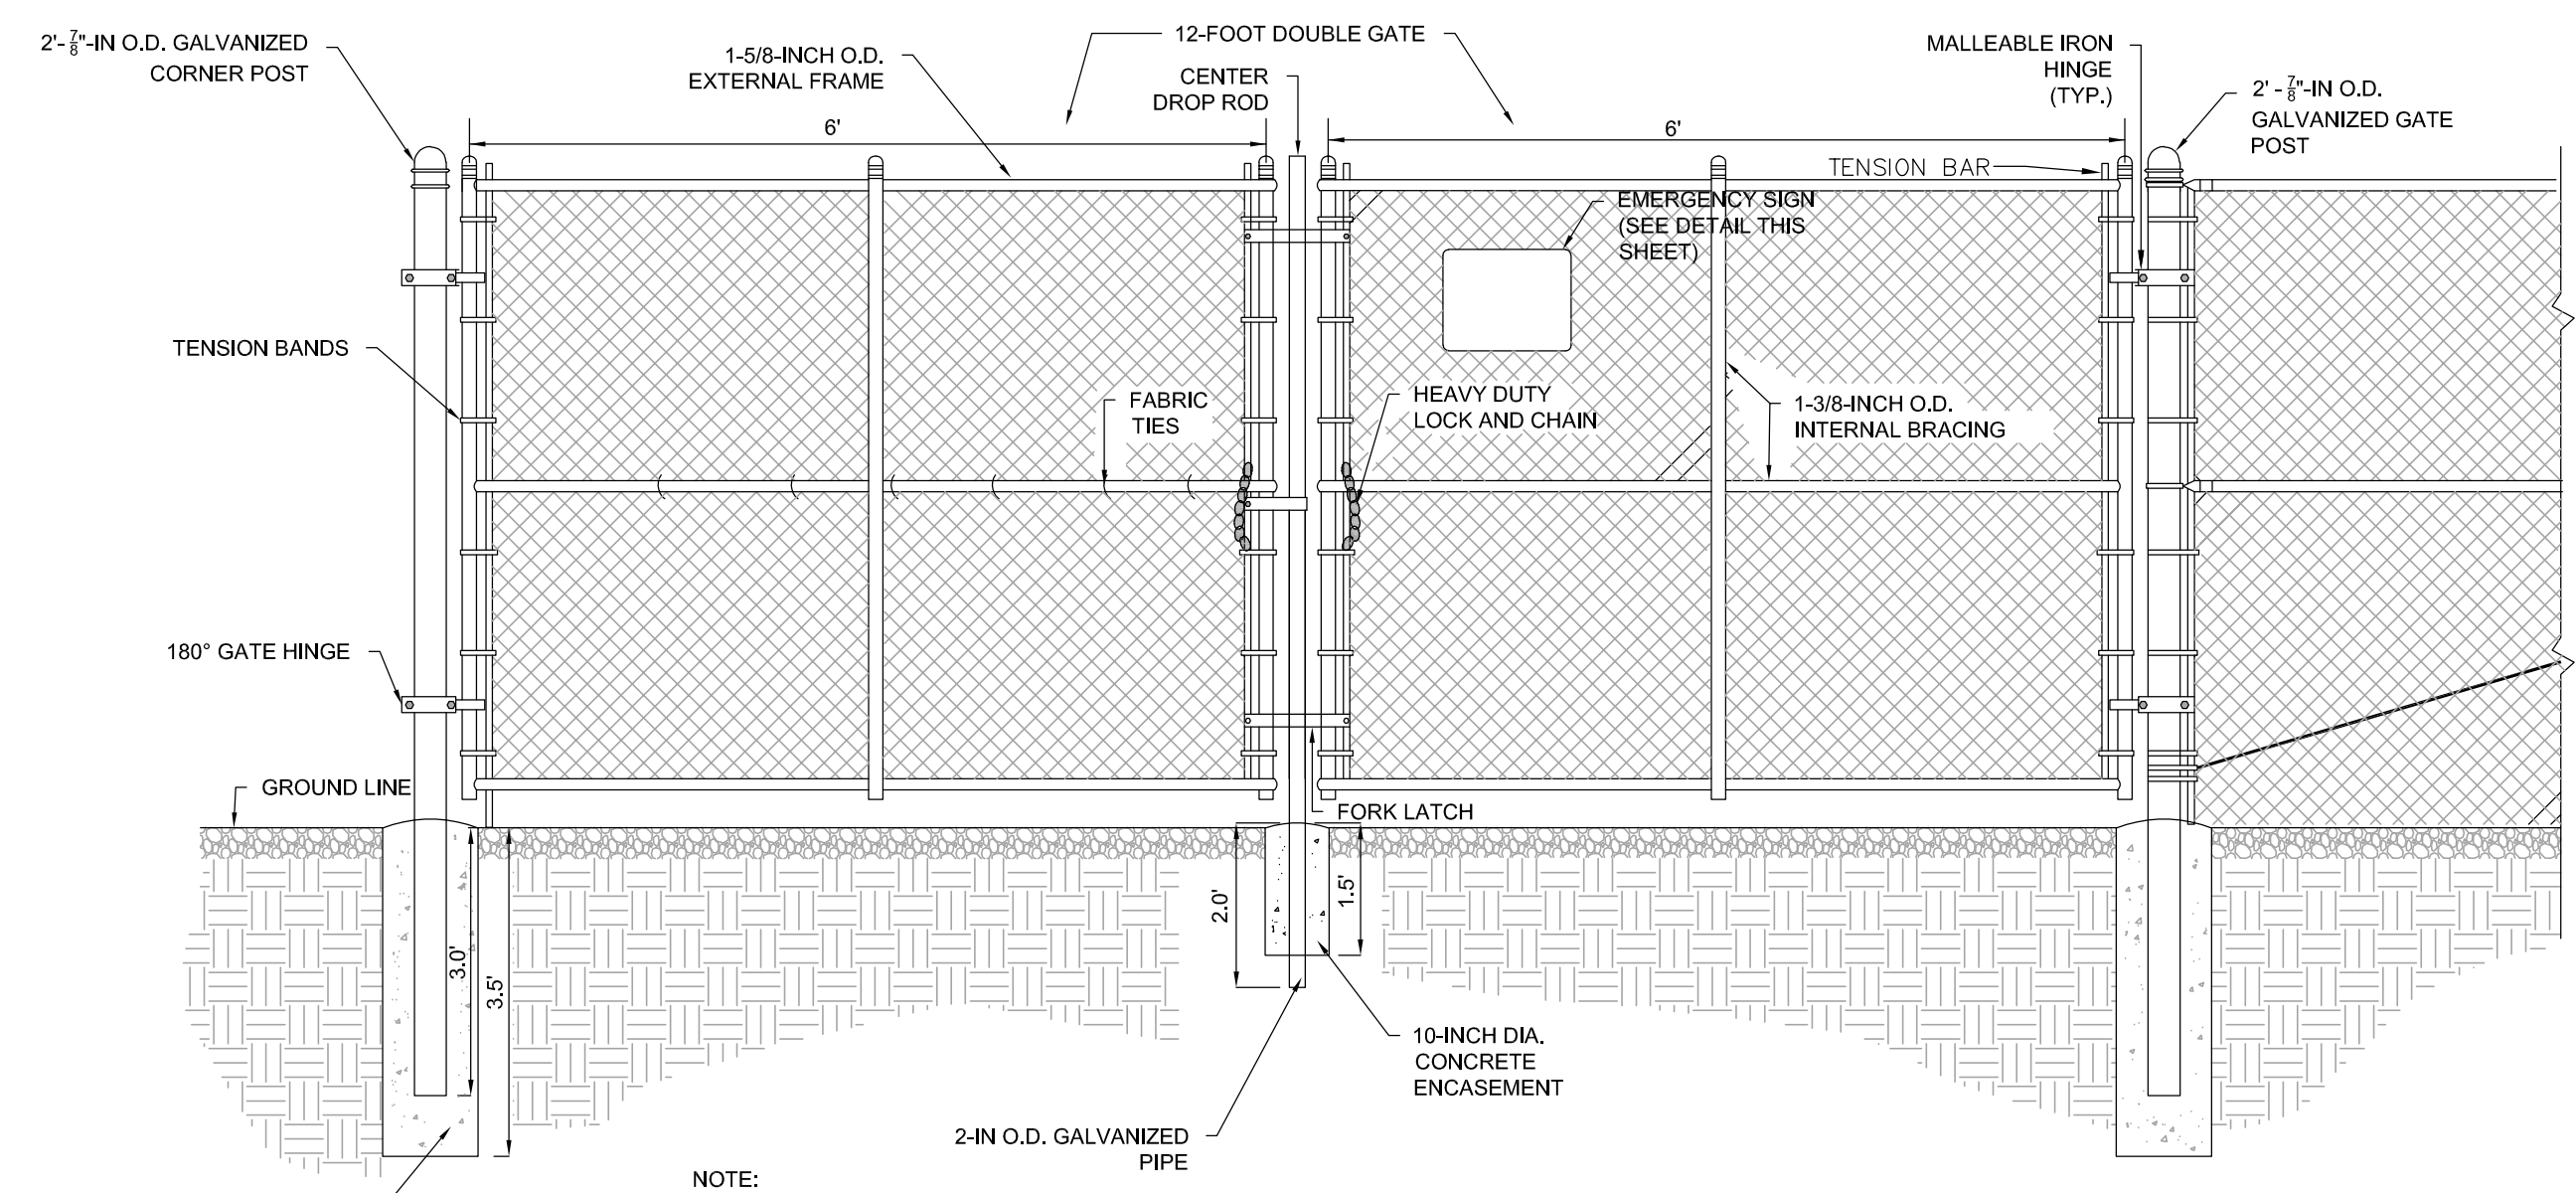 2'-⅞"-IN O.D. GALVANIZED
CORNER POST
1-5/8-INCH O.D.
EXTERNAL FRAME
12-FOOT DOUBLE GATE
CENTER
DROP ROD
MALLEABLE IRON
HINGE
(TYP.)
2' -⅞"-IN O.D.
GALVANIZED GATE
POST
6'
6'
TENSION BAR
EMERGENCY SIGN
(SEE DETAIL THIS
SHEET)
TENSION BANDS
FABRIC
TIES
HEAVY DUTY
LOCK AND CHAIN
1-3/8-INCH O.D.
INTERNAL BRACING
180° GATE HINGE
GROUND LINE
FORK LATCH
3.0'
3.5'
2.0'
1.5'
10-INCH DIA.
CONCRETE
ENCASEMENT
2-IN O.D. GALVANIZED
PIPE
NOTE: